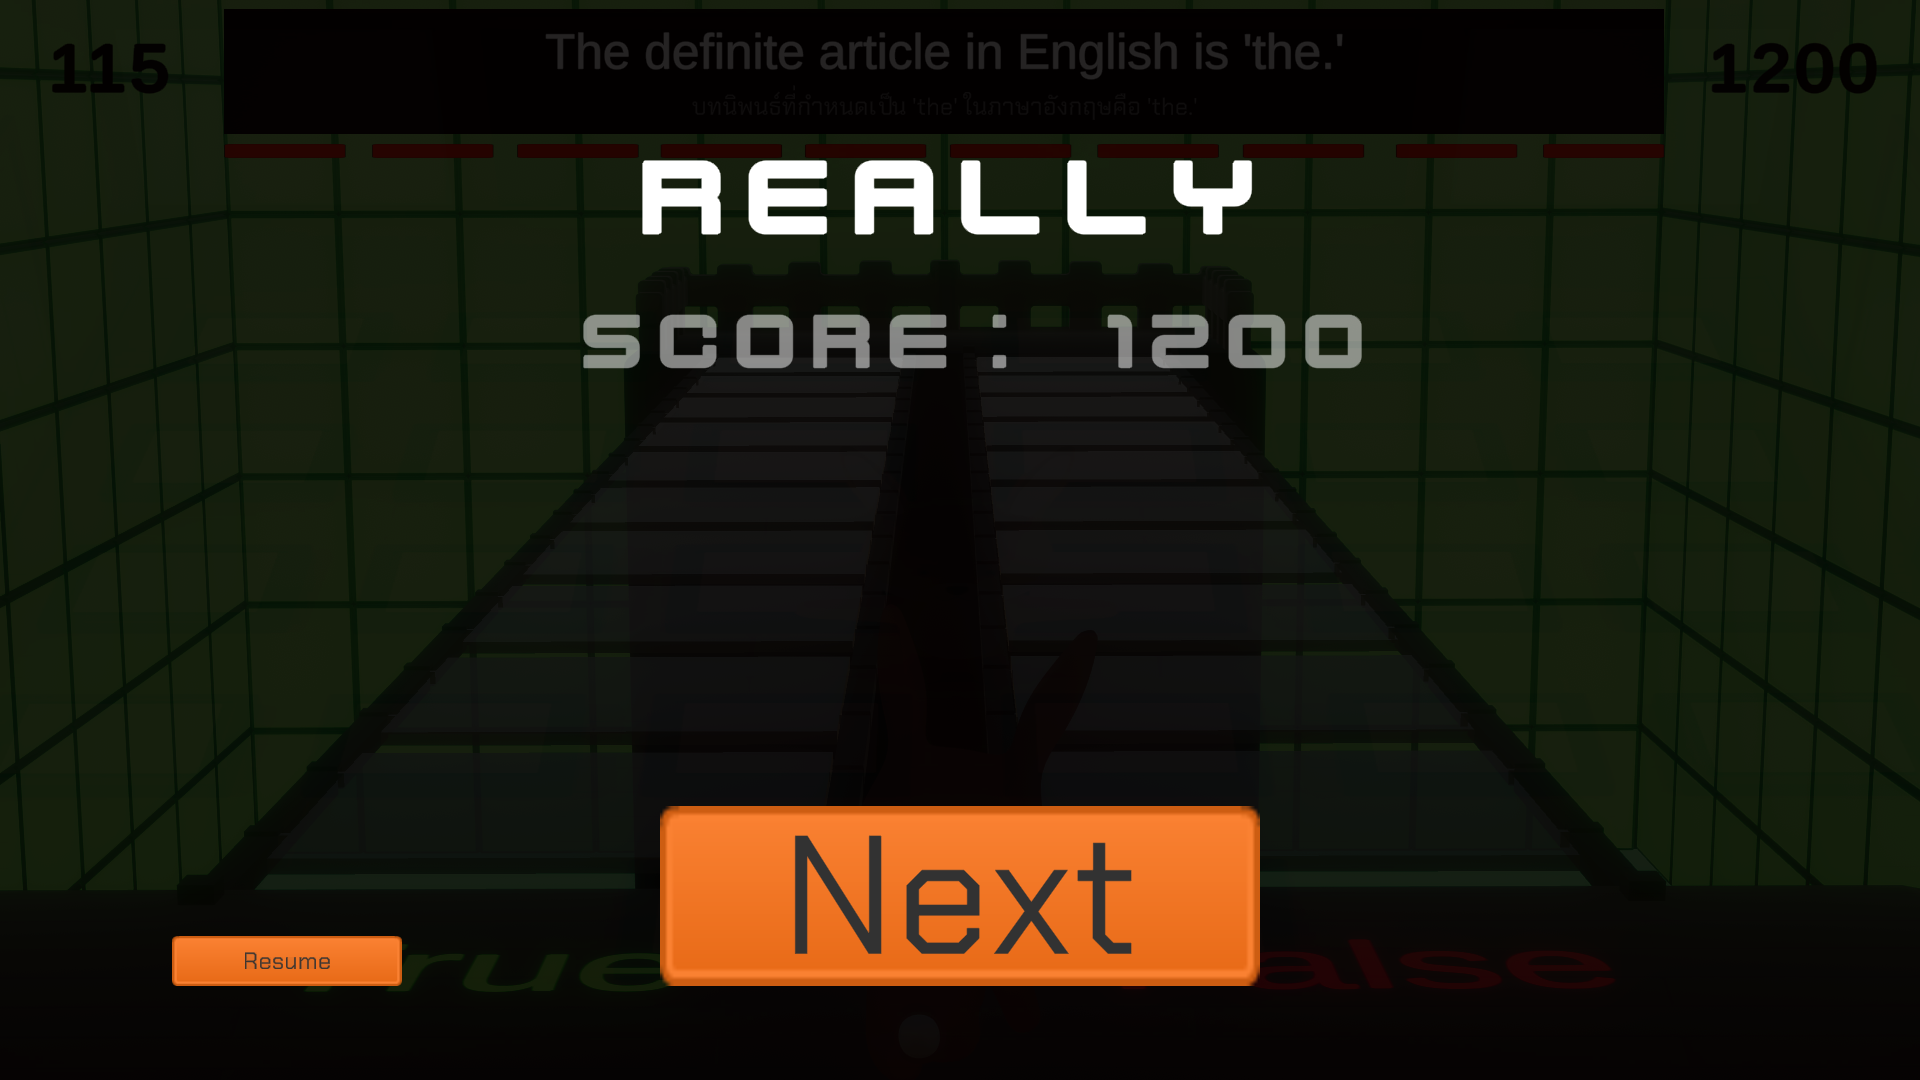 115
The definite article in English is 'the.'
1200
บทนิพนธ์ที่กำหนดเป็น 'the' ในภาษาอังกฤษคือ 'the.'
REALLY
SCORE: 1200
Next
Resume
rue
alse